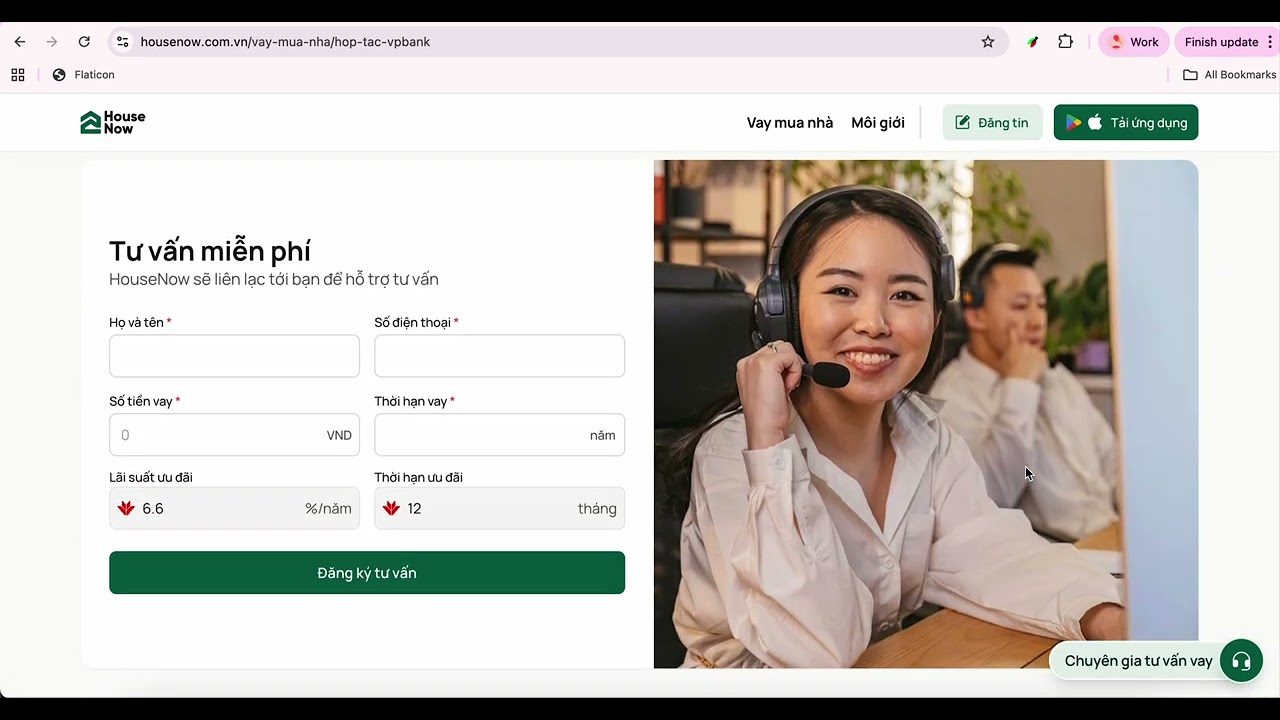 housenow.com.vn/vay-mua-nha/hop-tac-vpbank
Work
Finish update
Flaticon
All Bookmarks
House
Now
Vay mua nhà
Môi giới
Đăng tin
Tải ứng dụng
Tư vấn miễn phí
HouseNow sẽ liên lạc tới bạn để hỗ trợ tư vấn
Họ và tên *
Số điện thoại *
Số tiền vay *
Thời hạn vay *
0 VND
năm
Lãi suất ưu đãi
Thời hạn ưu đãi
6.6 %/năm
12 tháng
Đăng ký tư vấn
Chuyên gia tư vấn vay